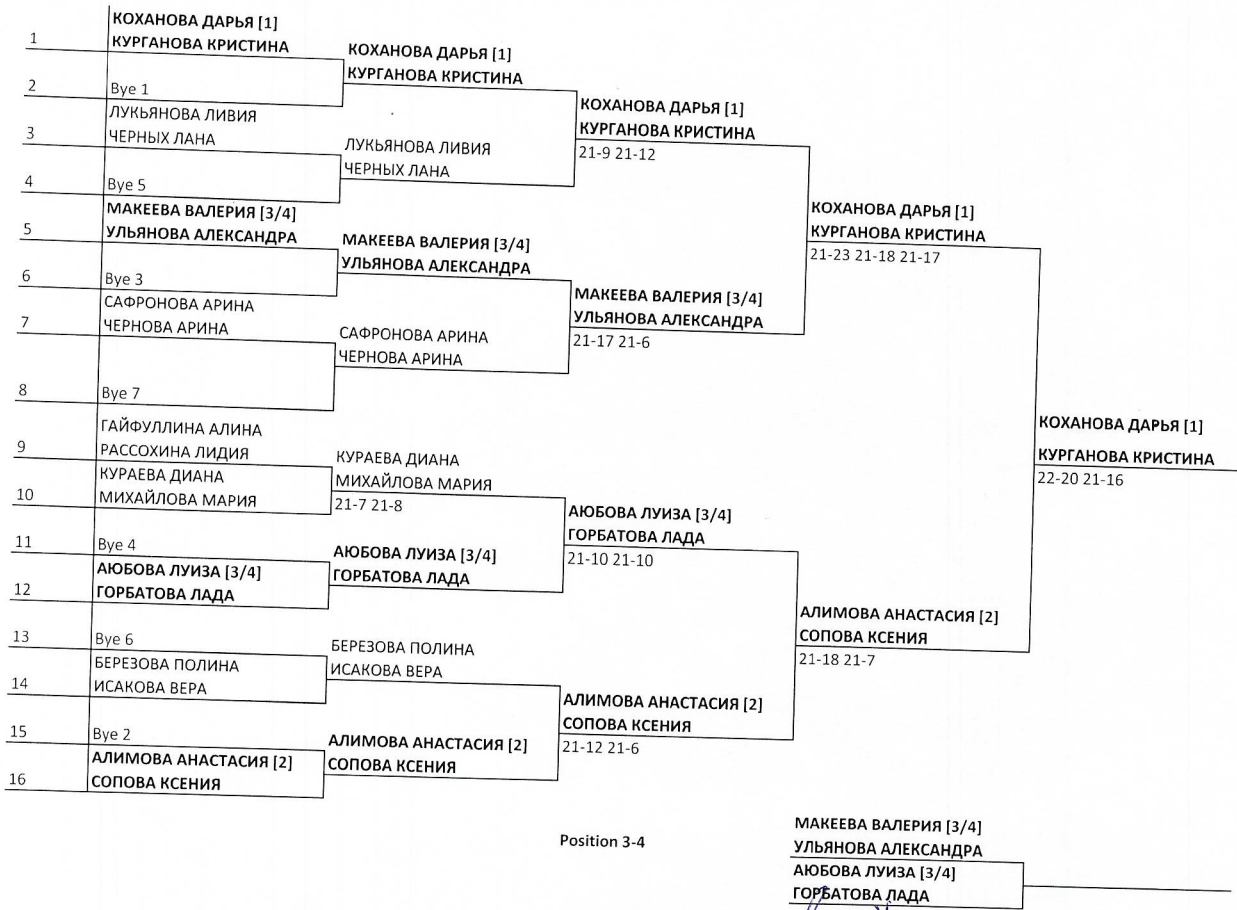 КОХАНОВА ДАРЬЯ [1]
1 КУРГАНОВА КРИСТИНА
2 Bye 1
ЛУКЬЯНОВА ЛИВИЯ
3 ЧЕРНЫХ ЛАНА
4 Bye 5
МАКЕЕВА ВАЛЕРИЯ [3/4]
5 УЛЬЯНОВА АЛЕКСАНДРА
6 Bye 3
САФРОНОВА АРИНА
7 ЧЕРНОВА АРИНА
8 Bye 7
ГАЙФУЛЛИНА АЛИНА
9 РАССОХИНА ЛИДИЯ
КУРАЕВА ДИАНА
10 МИХАЙЛОВА МАРИЯ
11 Bye 4
АЮБОВА ЛУИЗА [3/4]
12 ГОРБАТОВА ЛАДА
13 Bye 6
БЕРЕЗОВА ПОЛИНА
14 ИСАКОВА ВЕРА
15 Bye 2
АЛИМОВА АНАСТАСИЯ [2]
16 СОПОВА КСЕНИЯ
КОХАНОВА ДАРЬЯ [1]
КУРГАНОВА КРИСТИНА
ЛУКЬЯНОВА ЛИВИЯ
ЧЕРНЫХ ЛАНА
МАКЕЕВА ВАЛЕРИЯ [3/4]
УЛЬЯНОВА АЛЕКСАНДРА
САФРОНОВА АРИНА
ЧЕРНОВА АРИНА
КУРАЕВА ДИАНА
МИХАЙЛОВА МАРИЯ
21-7 21-8
АЮБОВА ЛУИЗА [3/4]
ГОРБАТОВА ЛАДА
БЕРЕЗОВА ПОЛИНА
ИСАКОВА ВЕРА
АЛИМОВА АНАСТАСИЯ [2]
СОПОВА КСЕНИЯ
КОХАНОВА ДАРЬЯ [1]
КУРГАНОВА КРИСТИНА
21-9 21-12
МАКЕЕВА ВАЛЕРИЯ [3/4]
УЛЬЯНОВА АЛЕКСАНДРА
21-17 21-6
АЮБОВА ЛУИЗА [3/4]
ГОРБАТОВА ЛАДА
21-10 21-10
АЛИМОВА АНАСТАСИЯ [2]
СОПОВА КСЕНИЯ
21-12 21-6
КОХАНОВА ДАРЬЯ [1]
КУРГАНОВА КРИСТИНА
21-23 21-18 21-17
АЛИМОВА АНАСТАСИЯ [2]
СОПОВА КСЕНИЯ
21-18 21-7
КОХАНОВА ДАРЬЯ [1]
КУРГАНОВА КРИСТИНА
22-20 21-16
Position 3-4
МАКЕЕВА ВАЛЕРИЯ [3/4]
УЛЬЯНОВА АЛЕКСАНДРА
АЮБОВА ЛУИЗА [3/4]
ГОРБАТОВА ЛАДА